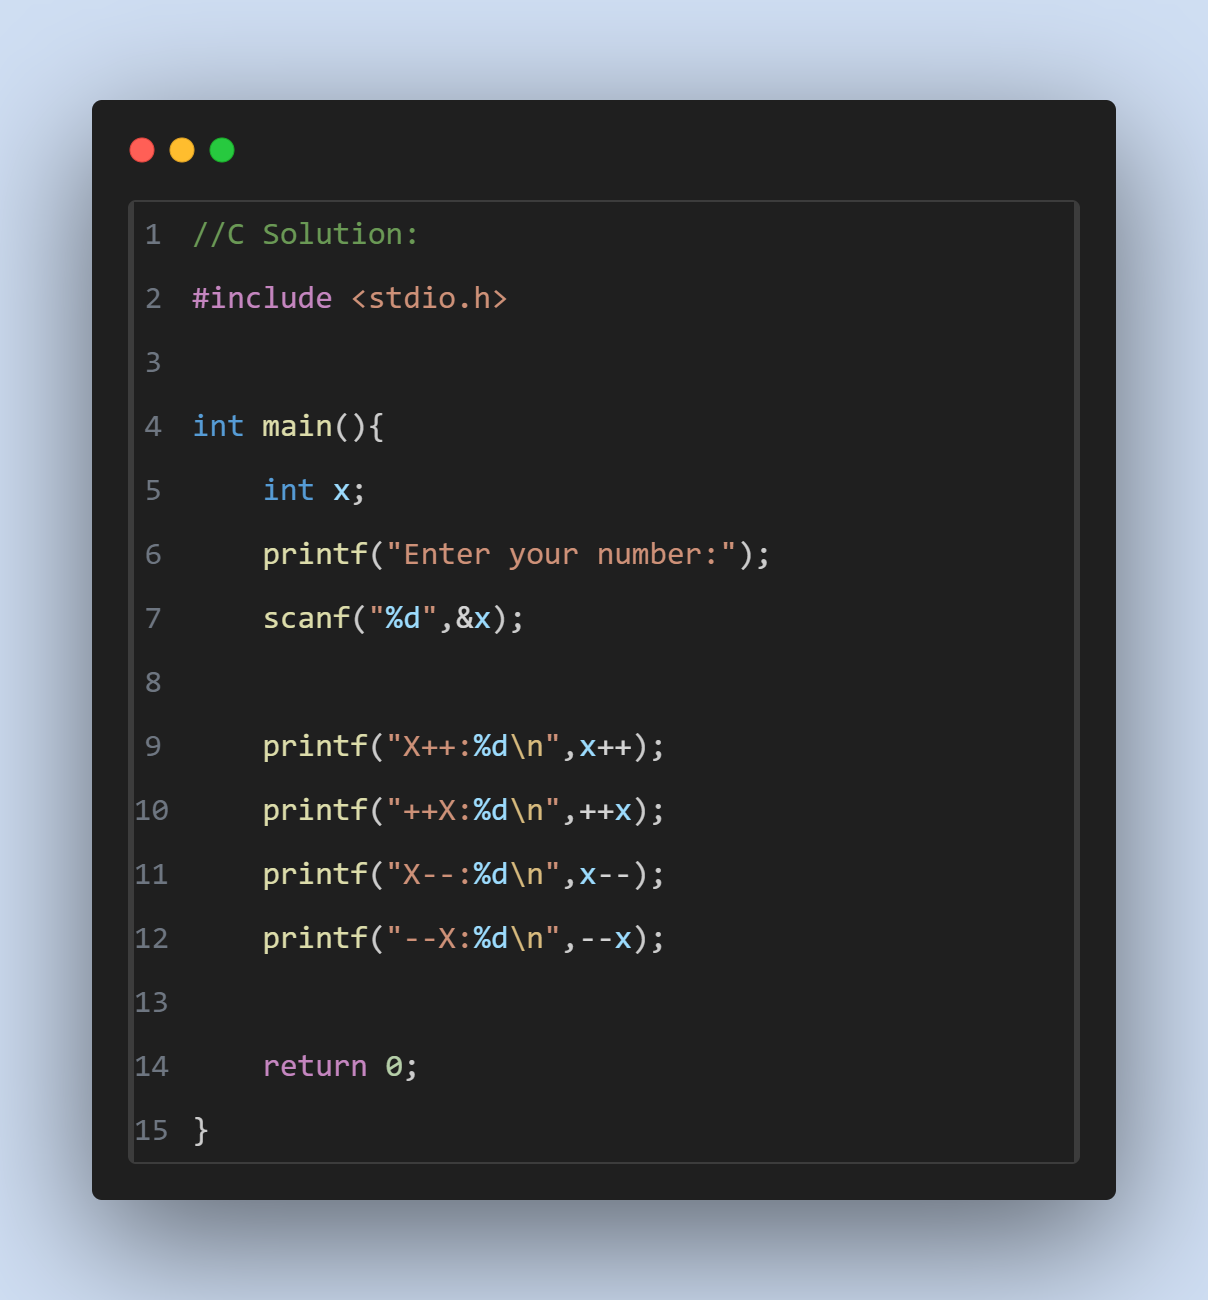 1 //C Solution:
2 #include <stdio.h>
3
4 int main(){
5     int x;
6     printf("Enter your number:");
7     scanf("%d",&x);
8
9     printf("X++:%d\n",x++);
10     printf("++X:%d\n",++x);
11     printf("X--:%d\n",x--);
12     printf("--X:%d\n",--x);
13
14     return 0;
15 }